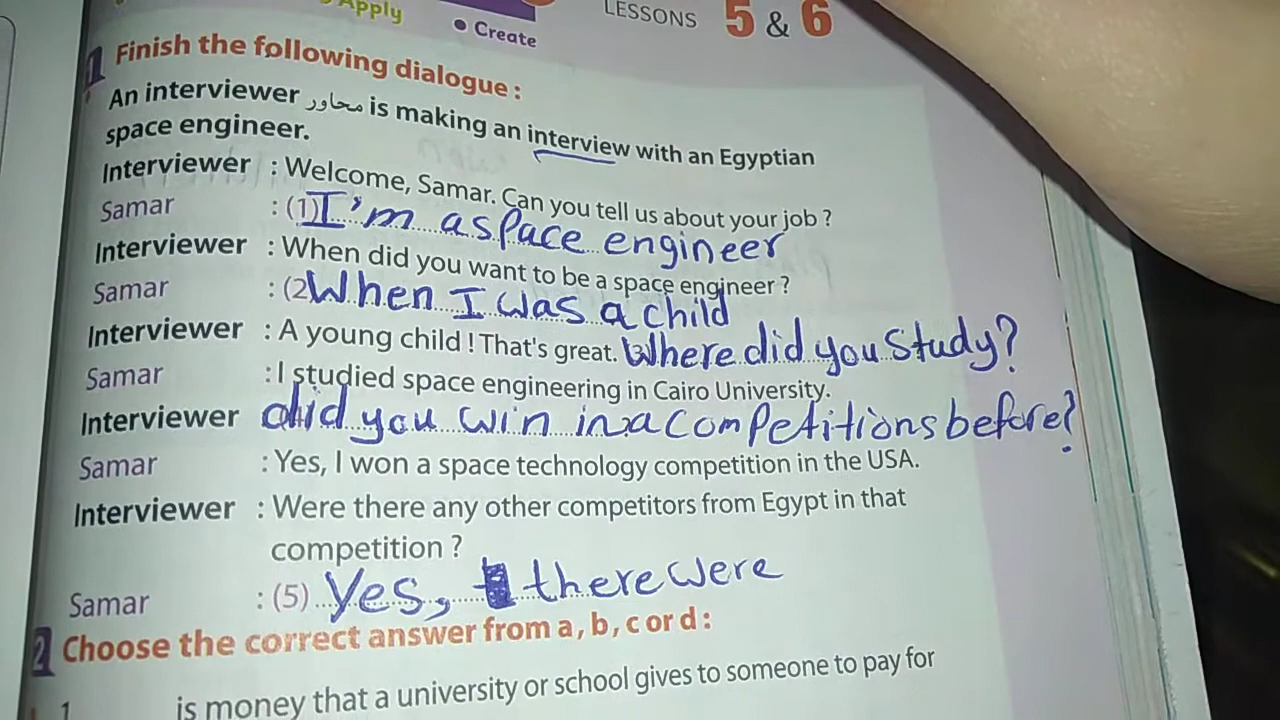 Apply
• Create
LESSONS 5 & 6
1 Finish the following dialogue :
An interviewer محاور is making an interview with an Egyptian
space engineer.
Interviewer : Welcome, Samar. Can you tell us about your job ?
Samar : (1) I'm a space engineer
Interviewer : When did you want to be a space engineer ?
Samar : (2 When I was a child
Interviewer : A young child ! That's great. Where did you study?
Samar : I studied space engineering in Cairo University.
Interviewer did you win in a competitions before?
Samar : Yes, I won a space technology competition in the USA.
Interviewer : Were there any other competitors from Egypt in that
competition ?
Samar : (5) Yes, there were
2 Choose the correct answer from a, b, c or d :
1 is money that a university or school gives to someone to pay for